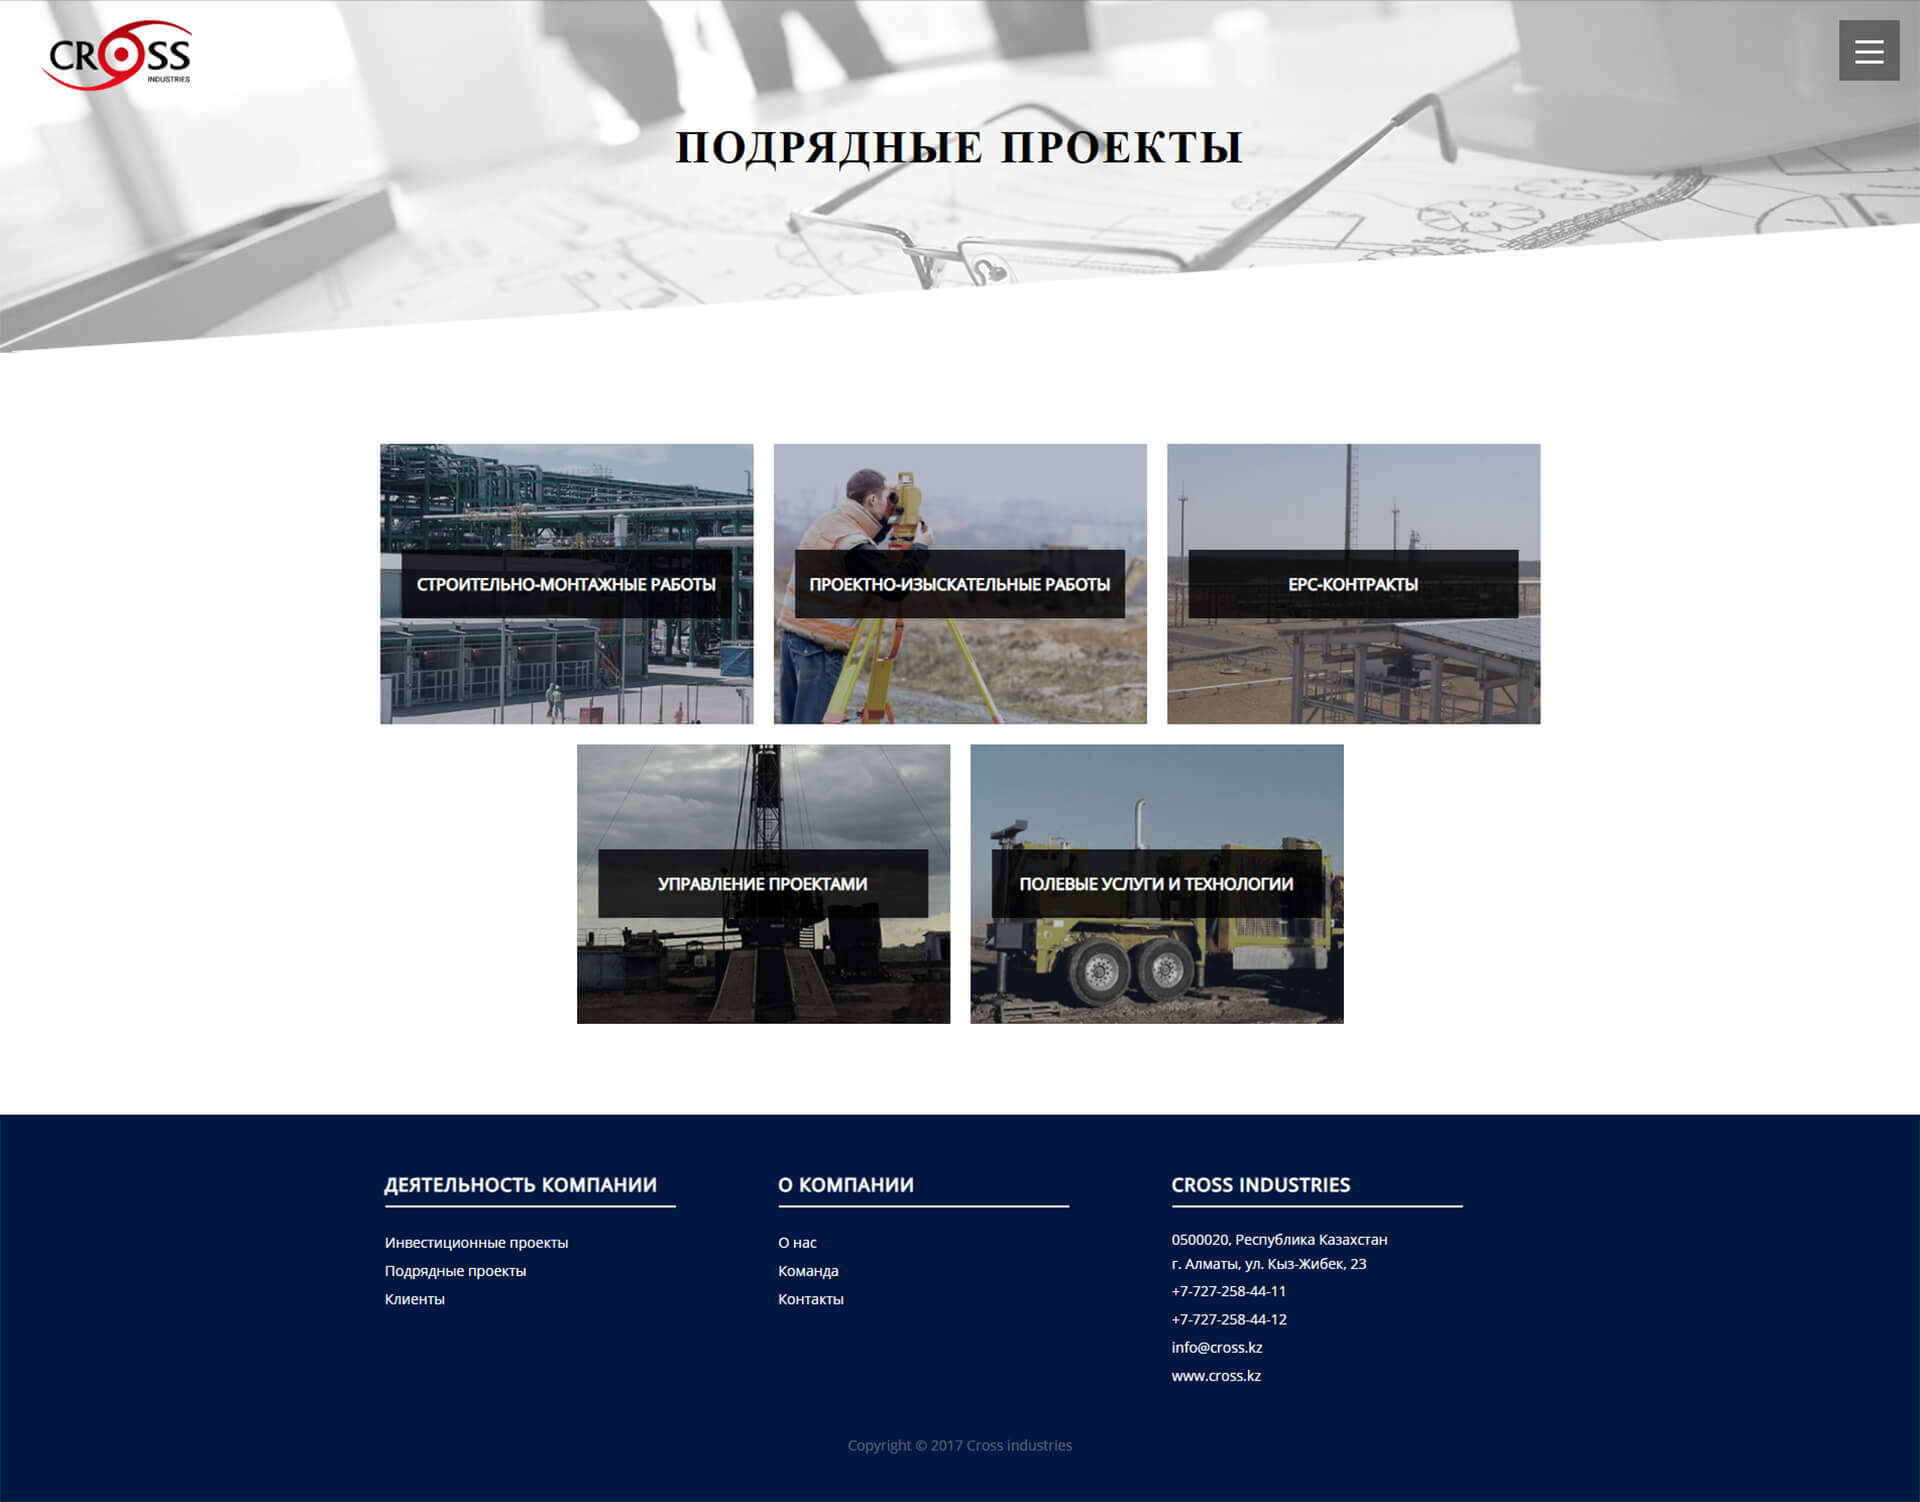 CROSS
INDUSTRIES
ПОДРЯДНЫЕ ПРОЕКТЫ
СТРОИТЕЛЬНО-МОНТАЖНЫЕ РАБОТЫ
ПРОЕКТНО-ИЗЫСКАТЕЛЬНЫЕ РАБОТЫ
EPC-КОНТРАКТЫ
УПРАВЛЕНИЕ ПРОЕКТАМИ
ПОЛЕВЫЕ УСЛУГИ И ТЕХНОЛОГИИ
ДЕЯТЕЛЬНОСТЬ КОМПАНИИ
Инвестиционные проекты
Подрядные проекты
Клиенты
О КОМПАНИИ
О нас
Команда
Контакты
CROSS INDUSTRIES
0500020, Республика Казахстан
г. Алматы, ул. Кыз-Жибек, 23
+7-727-258-44-11
+7-727-258-44-12
info@cross.kz
www.cross.kz
Copyright © 2017 Cross industries